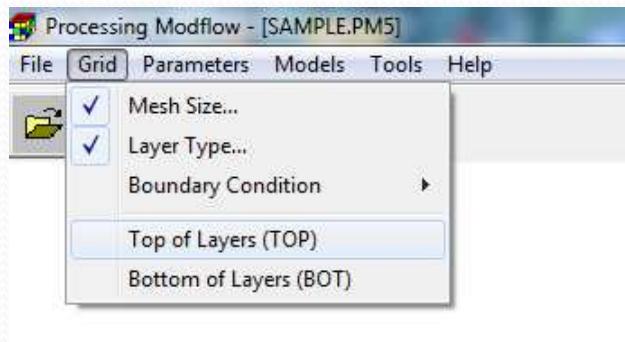 Processing Modflow - [SAMPLE.PM5]
File Grid Parameters Models Tools Help
Mesh Size...
Layer Type...
Boundary Condition
Top of Layers (TOP)
Bottom of Layers (BOT)